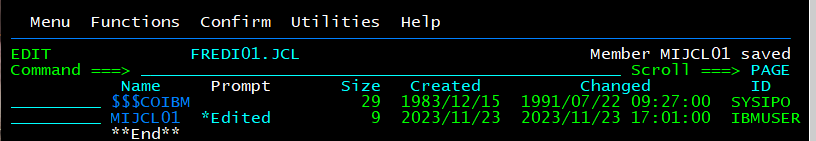 Menu Functions Confirm Utilities Help
EDIT FREDI01.JCL Member MIJCL01 saved
Command ===> Scroll ===> PAGE
Name Prompt Size Created Changed ID
$$$COIBM 29 1983/12/15 1991/07/22 09:27:00 SYSIPO
MIJCL01 *Edited 9 2023/11/23 2023/11/23 17:01:00 IBMUSER
**End**